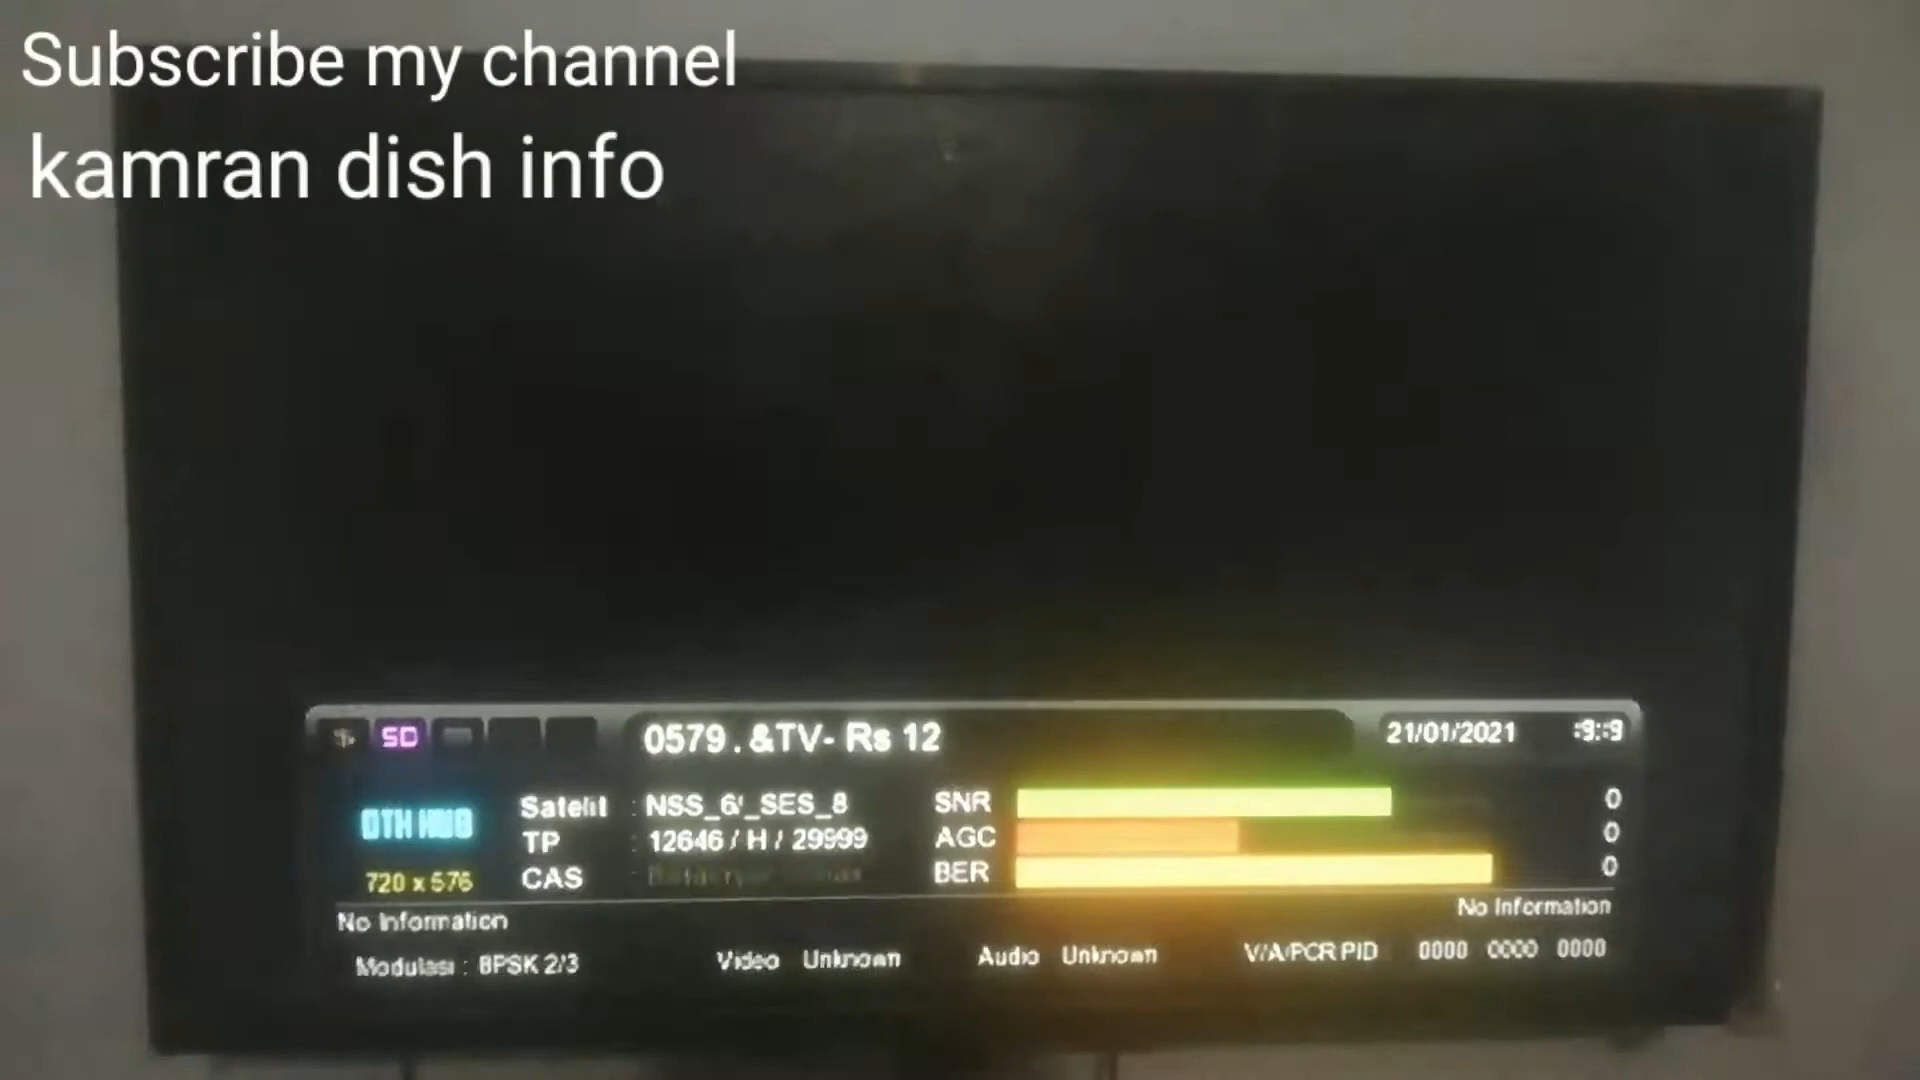 Subscribe my channel
kamran dish info
$ SD 0579 . &TV- Rs 12 21/01/2021
Satelit : NSS_6/_SES_8 SNR 0
TP : 12646 / H / 29999 AGC 0
720 x 576 CAS : BER 0
No Information No Information
Modulasi : 8PSK 2/3 Video Unknown Audio Unknown V/A/PCR PID 0000 0000 0000